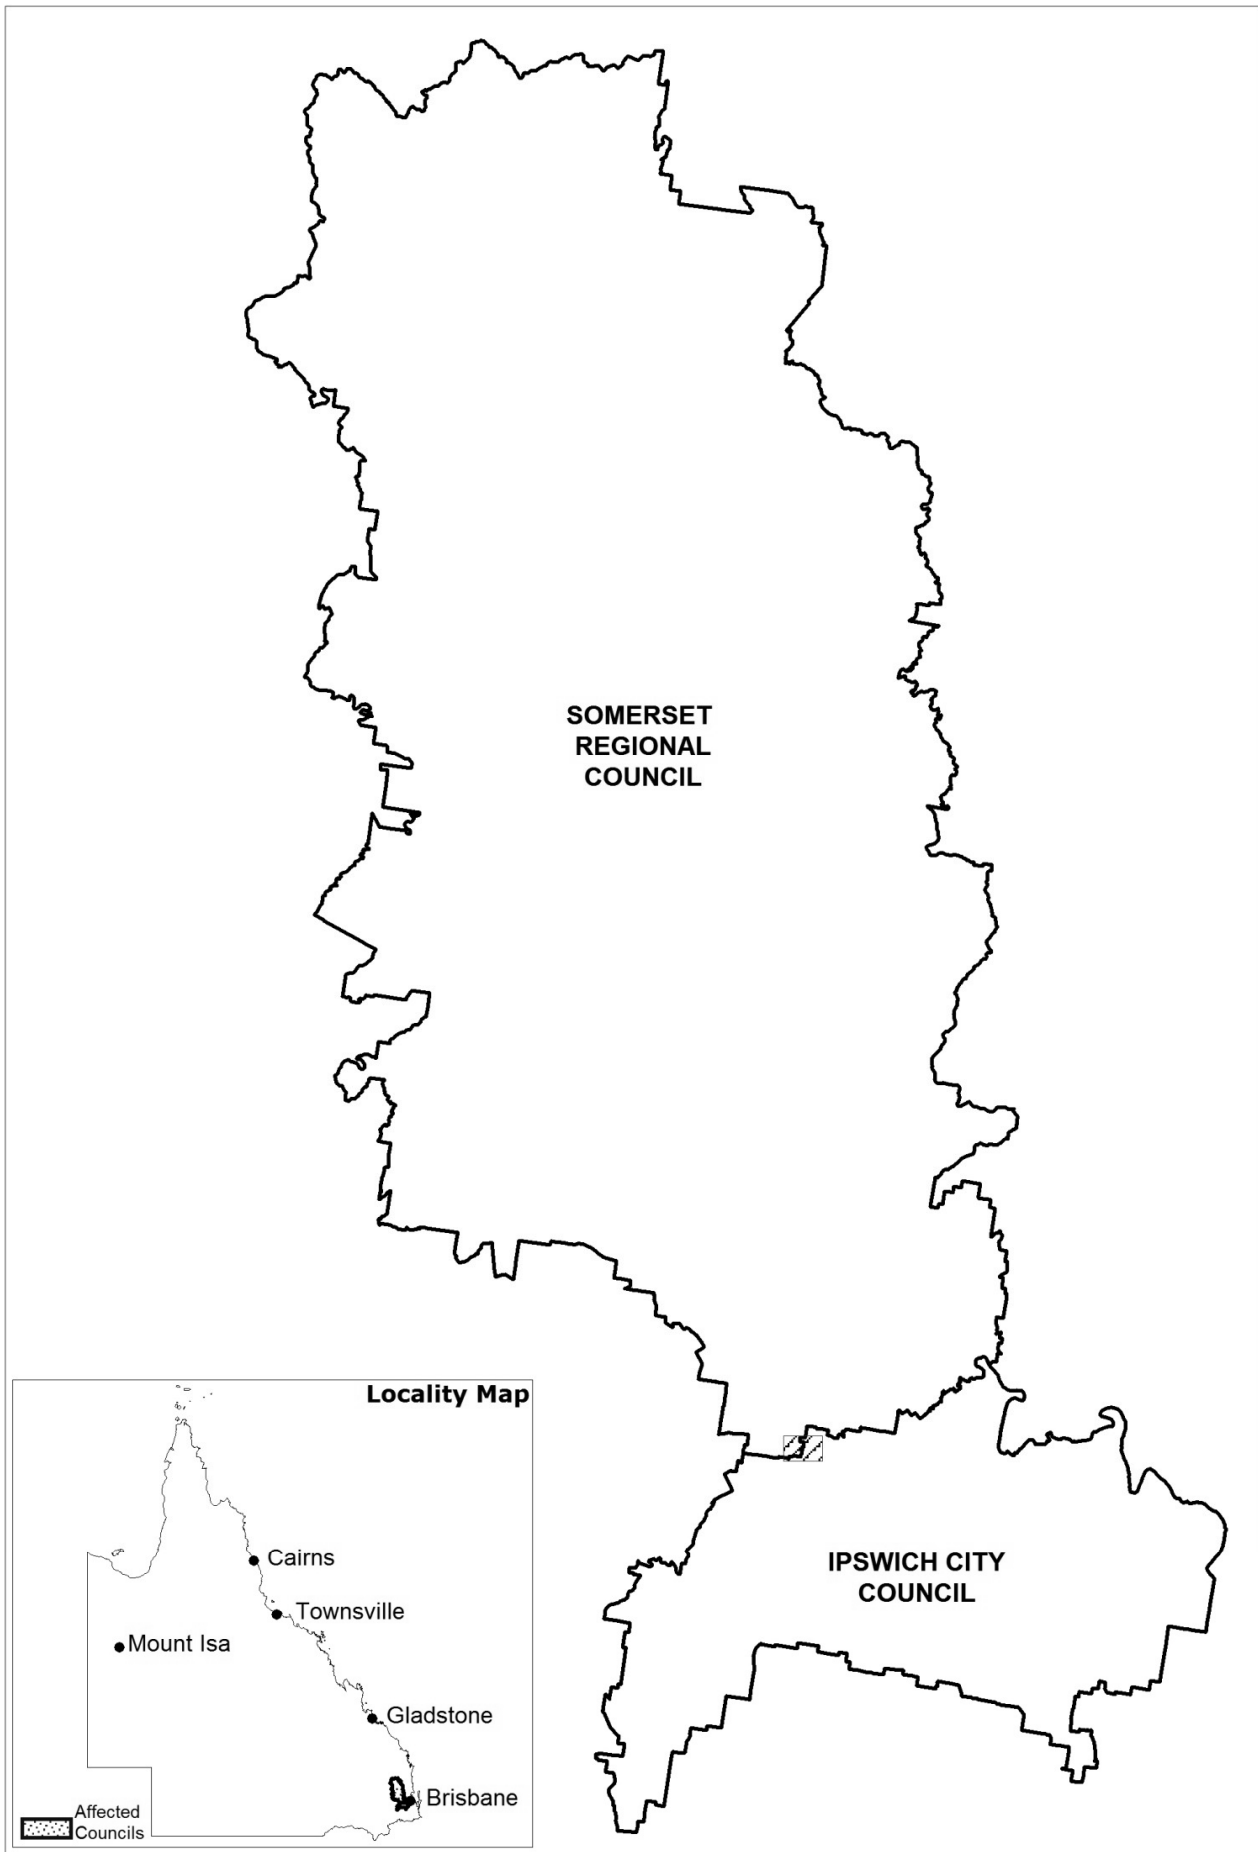 SOMERSET
REGIONAL
COUNCIL
IPSWICH CITY
COUNCIL
Locality Map
Cairns
Townsville
Mount Isa
Gladstone
Brisbane
Affected
Councils